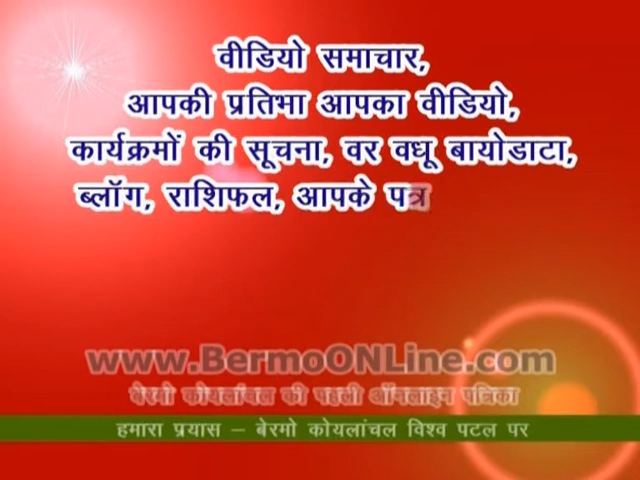 वीडियो समाचार,
आपकी प्रतिभा आपका वीडियो,
कार्यक्रमों की सूचना, वर वधू बायोडाटा,
ब्लॉग, राशिफल, आपके पत्र
www.BermoONLine.com
बेरमो कोयलांचल की पहली ऑनलाइन पत्रिका
हमारा प्रयास – बेरमो कोयलांचल विश्व पटल पर